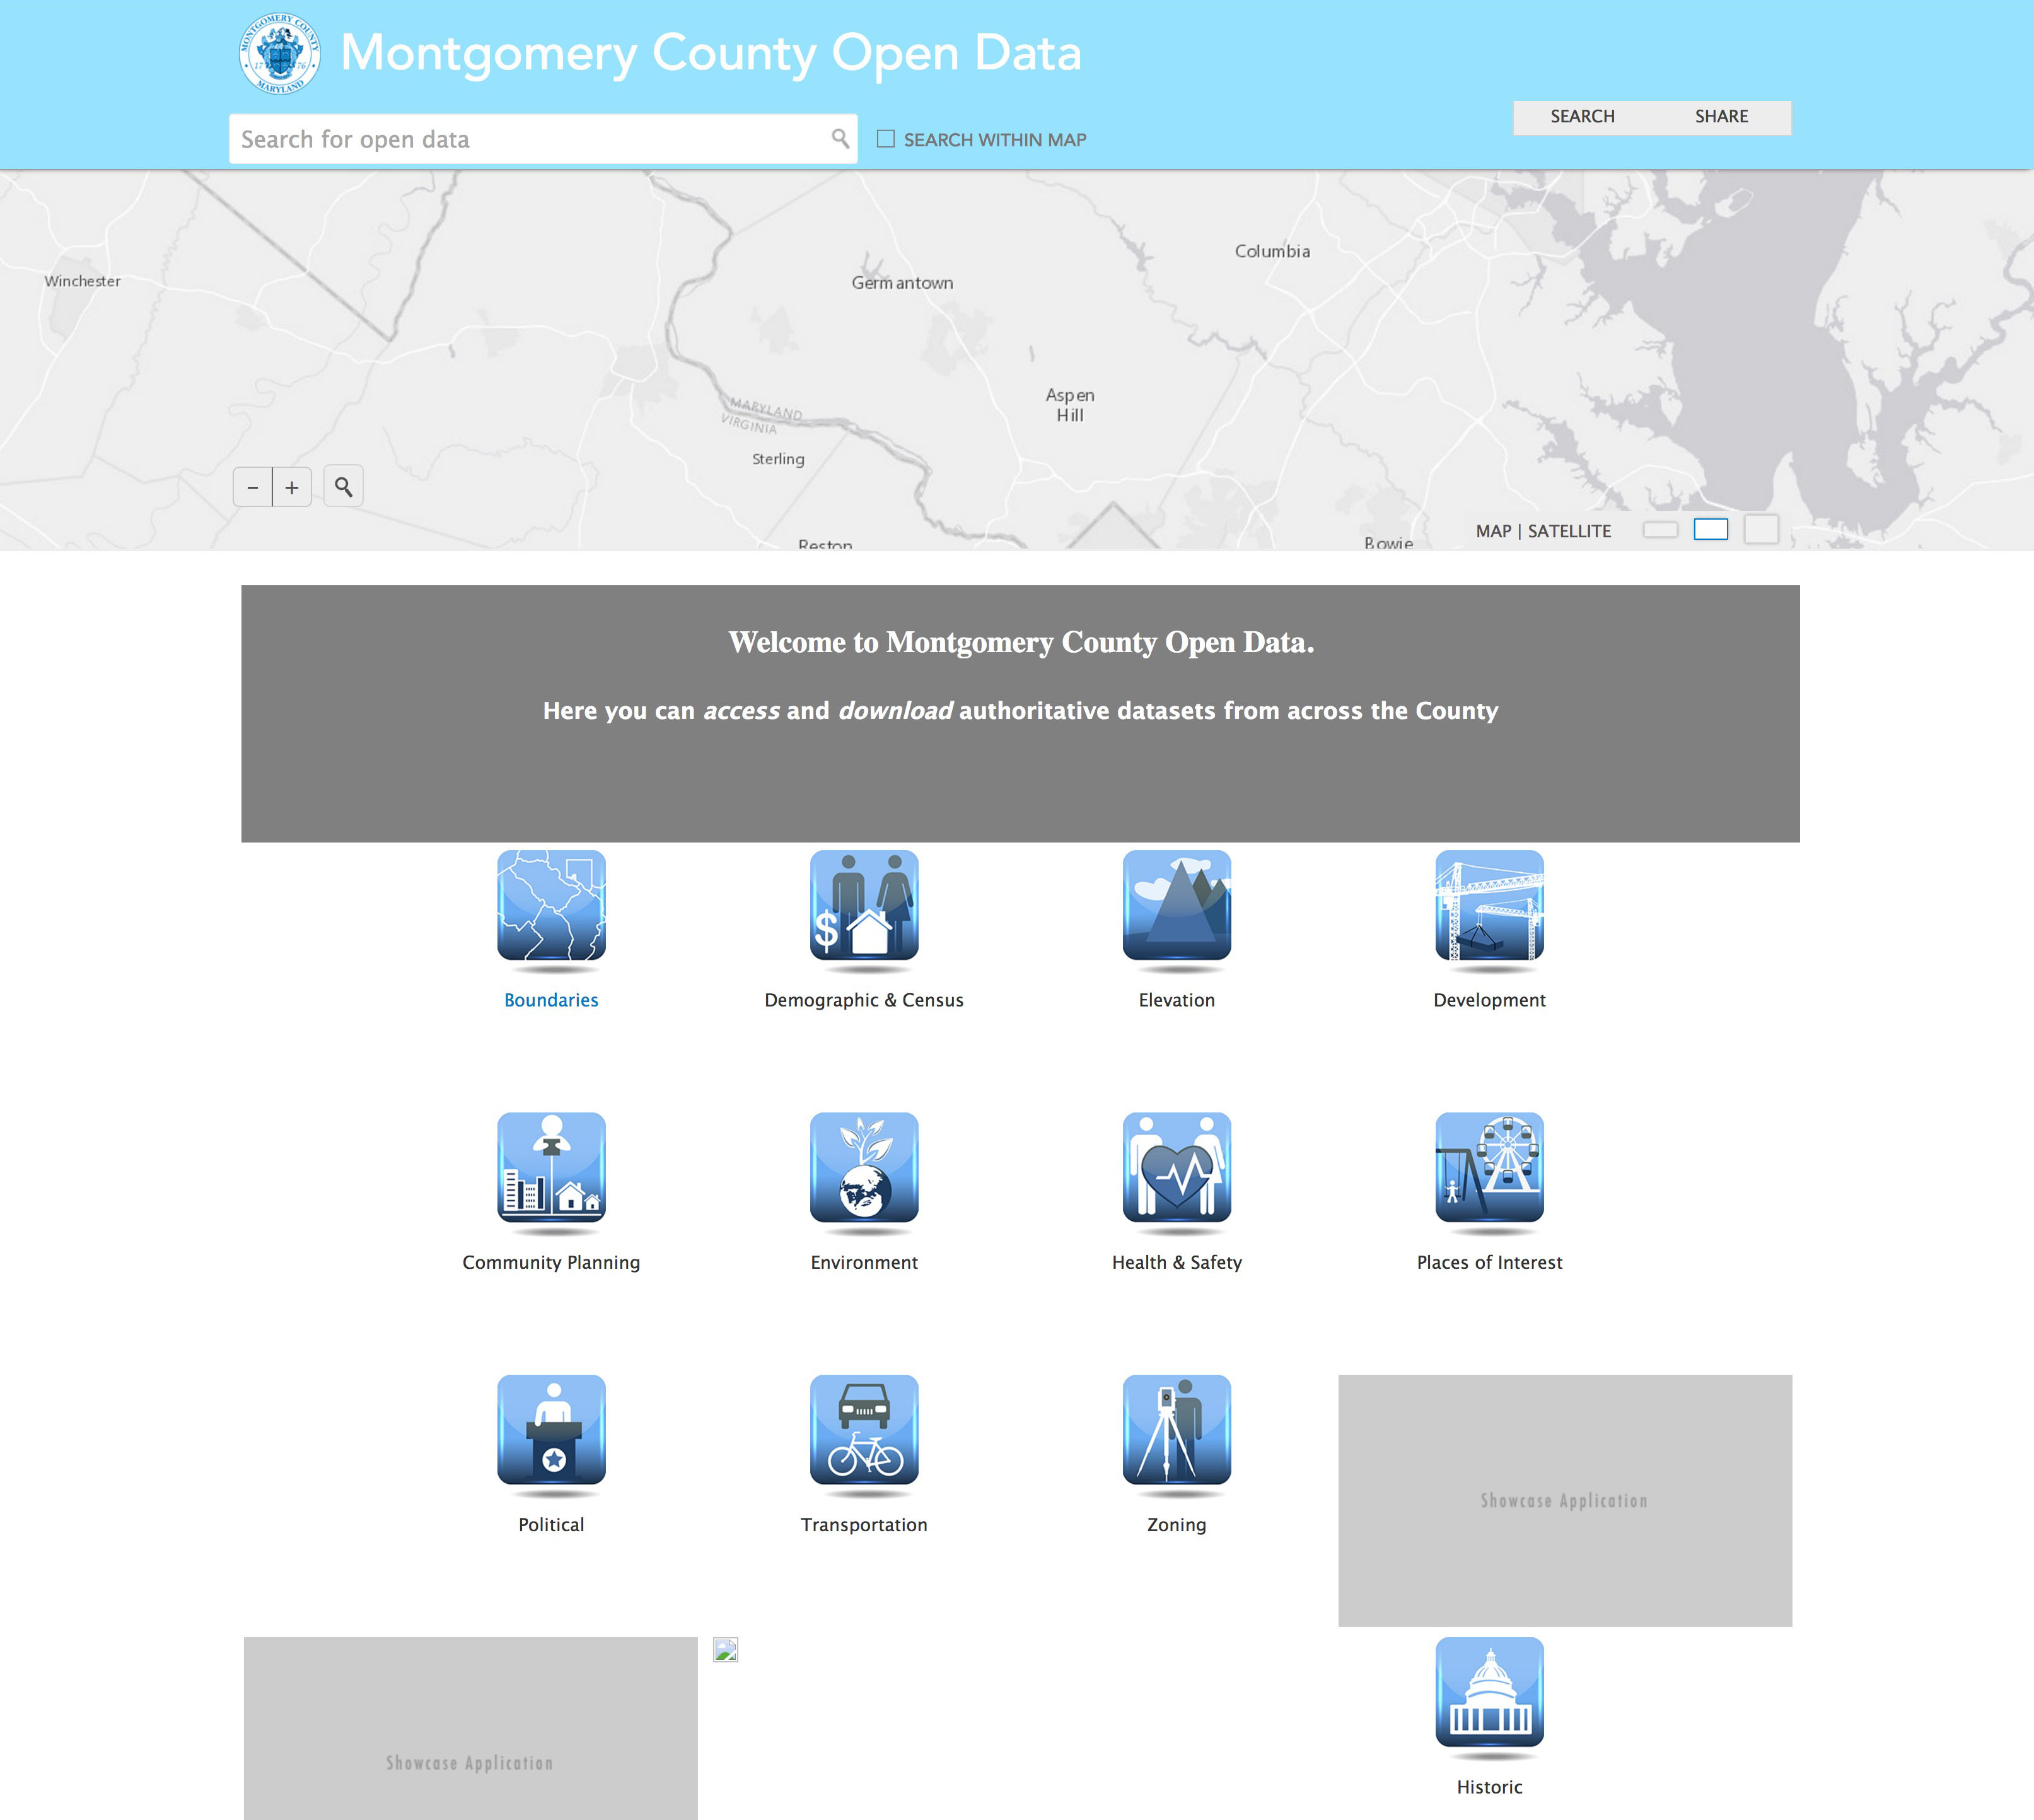 MONTGOMERY COUNTY
17 76
MARYLAND
Montgomery County Open Data
Search for open data
SEARCH WITHIN MAP
SEARCH
SHARE
Winchester
Germantown
Columbia
Aspen
Hill
MARYLAND
VIRGINIA
Sterling
Reston
Bowie
− +
MAP | SATELLITE
Welcome to Montgomery County Open Data.
Here you can access and download authoritative datasets from across the County
$
Boundaries
Demographic & Census
Elevation
Development
Community Planning
Environment
Health & Safety
Places of Interest
Political
Transportation
Zoning
Showcase Application
Showcase Application
Historic